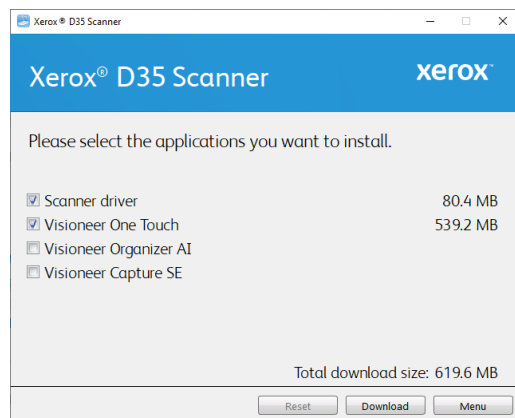 Xerox® D35 Scanner
Xerox® D35 Scanner
xerox™
Please select the applications you want to install.
Scanner driver 80.4 MB
Visioneer One Touch 539.2 MB
Visioneer Organizer AI
Visioneer Capture SE
Total download size: 619.6 MB
Reset Download Menu